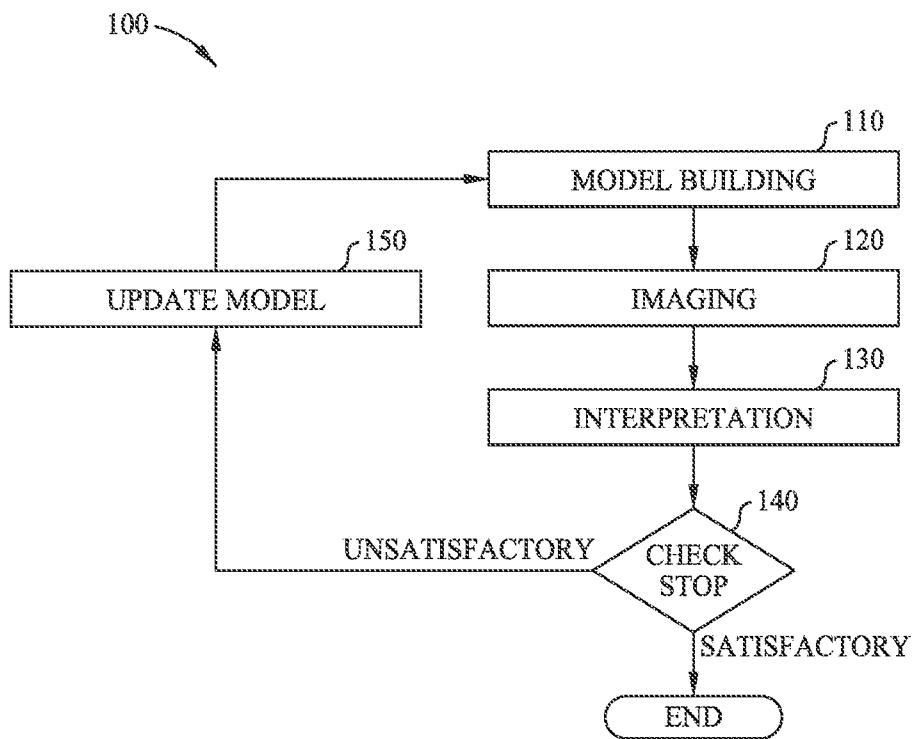 100
110
MODEL BUILDING
150
120
UPDATE MODEL
IMAGING
130
INTERPRETATION
140
UNSATISFACTORY
CHECK
STOP
SATISFACTORY
END